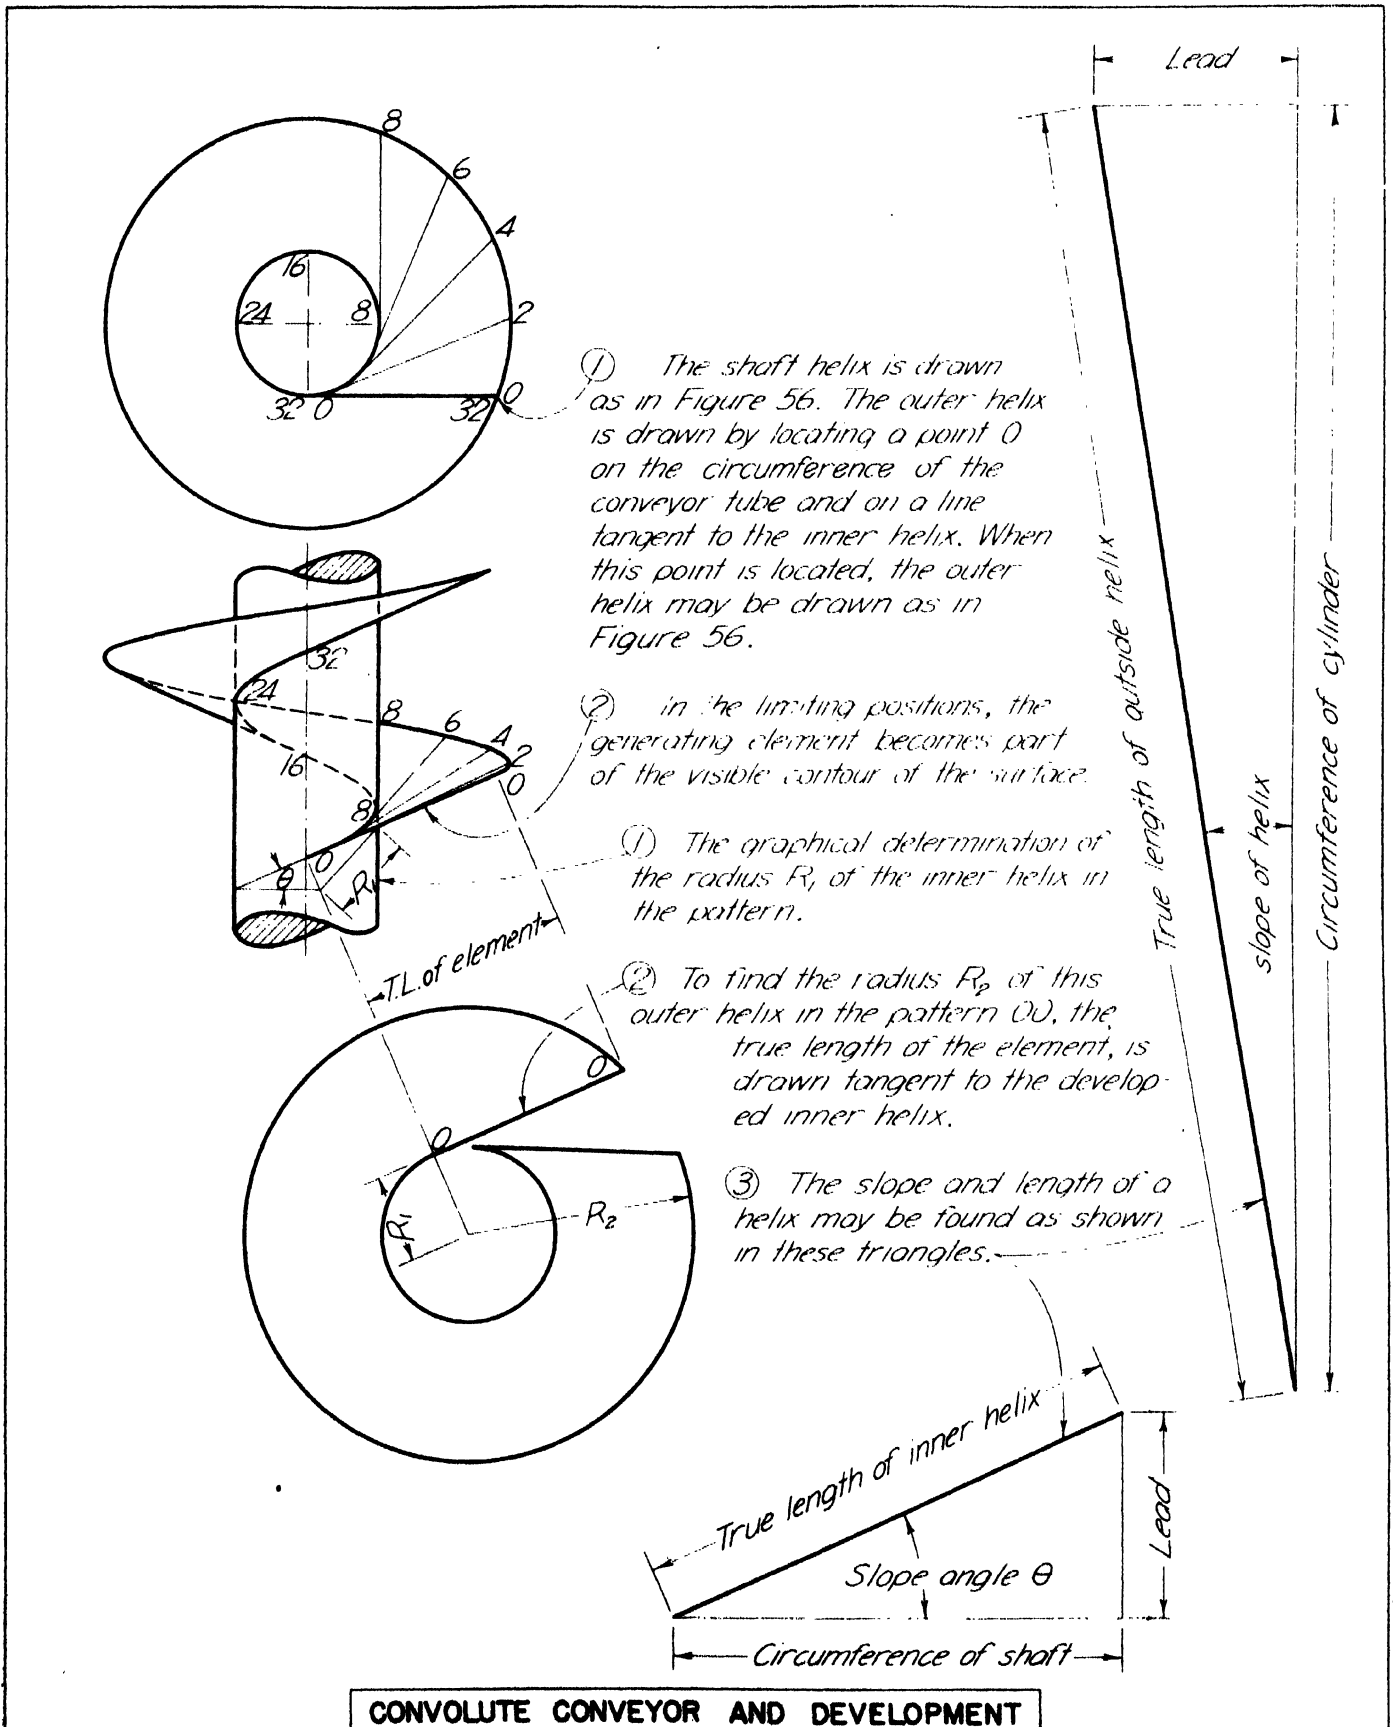 Lead
8
6
4
16
24
8
2
32 0
32
0
① The shaft helix is drawn
as in Figure 56. The outer helix
is drawn by locating a point 0
on the circumference of the
conveyor tube and on a line
tangent to the inner helix. When
this point is located, the outer
helix may be drawn as in
Figure 56.
32
24
8
6
4
2
0
16
8
0
θ
R₁
② In the limiting positions, the
generating element becomes part
of the visible contour of the surface.
① The graphical determination of
the radius R₁ of the inner helix in
the pattern.
T.L. of element
② To find the radius R₂ of this
outer helix in the pattern 00, the
true length of the element, is
drawn tangent to the develop-
ed inner helix.
0
0
R₁
R₂
③ The slope and length of a
helix may be found as shown
in these triangles.
True length of outside helix
slope of helix
Circumference of cylinder
True length of inner helix
Slope angle θ
Lead
Circumference of shaft
CONVOLUTE CONVEYOR AND DEVELOPMENT